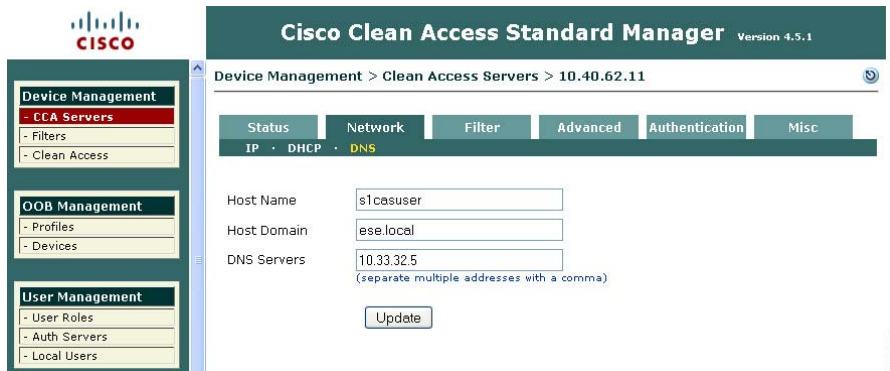 CISCO
Cisco Clean Access Standard Manager Version 4.5.1
Device Management > Clean Access Servers > 10.40.62.11
Device Management
- CCA Servers
- Filters
- Clean Access
OOB Management
- Profiles
- Devices
User Management
- User Roles
- Auth Servers
- Local Users
Status Network Filter Advanced Authentication Misc
IP · DHCP · DNS
Host Name s1casuser
Host Domain ese.local
DNS Servers 10.33.32.5
(separate multiple addresses with a comma)
Update